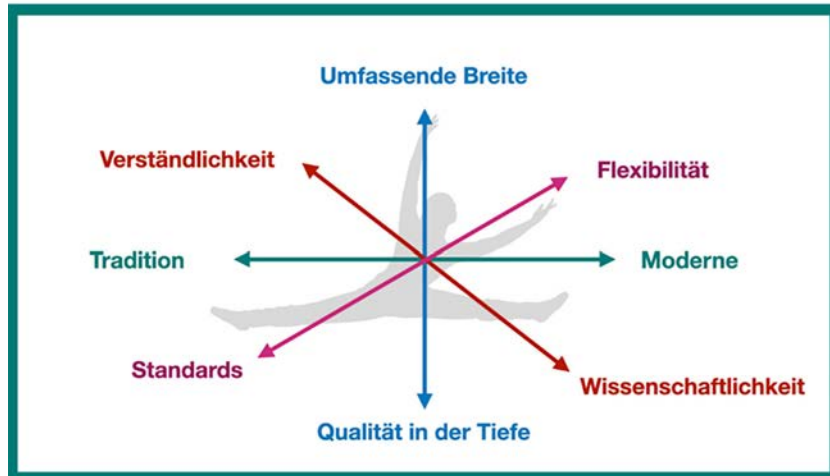 Umfassende Breite
Verständlichkeit
Flexibilität
Tradition
Moderne
Standards
Wissenschaftlichkeit
Qualität in der Tiefe